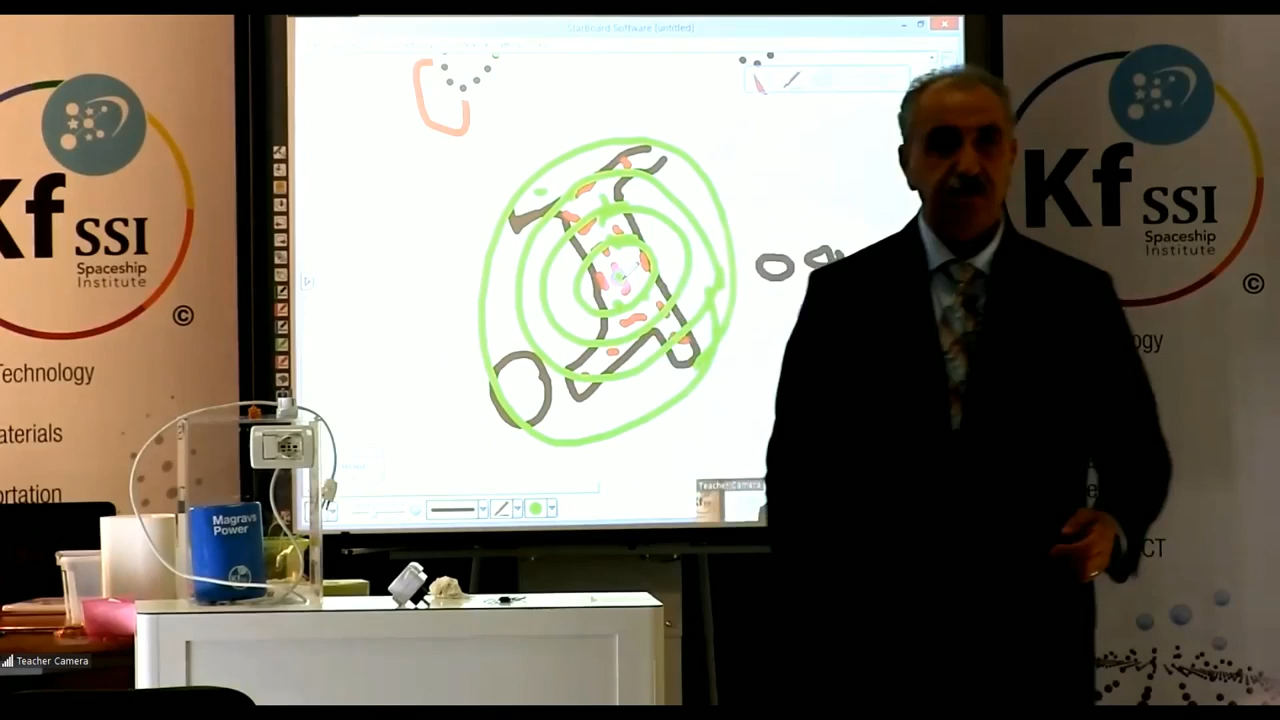 StarBoard Software [untitled]
Kf SSI
Spaceship
Institute
©
Technology
aterials
ortation
Kf SSI
Spaceship
Institute
©
ogy
CT
Magravs
Power
Teacher Camera
Teacher Camera